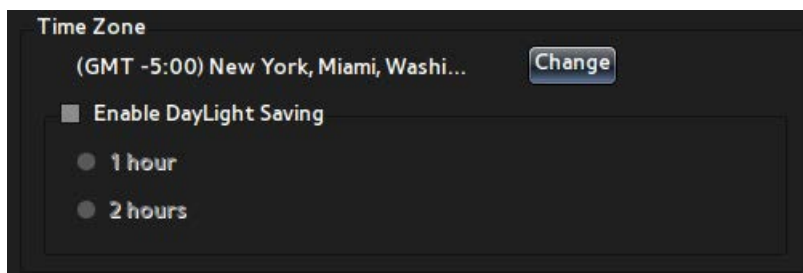 Time Zone
(GMT -5:00) New York, Miami, Washi... Change
Enable DayLight Saving
1 hour
2 hours